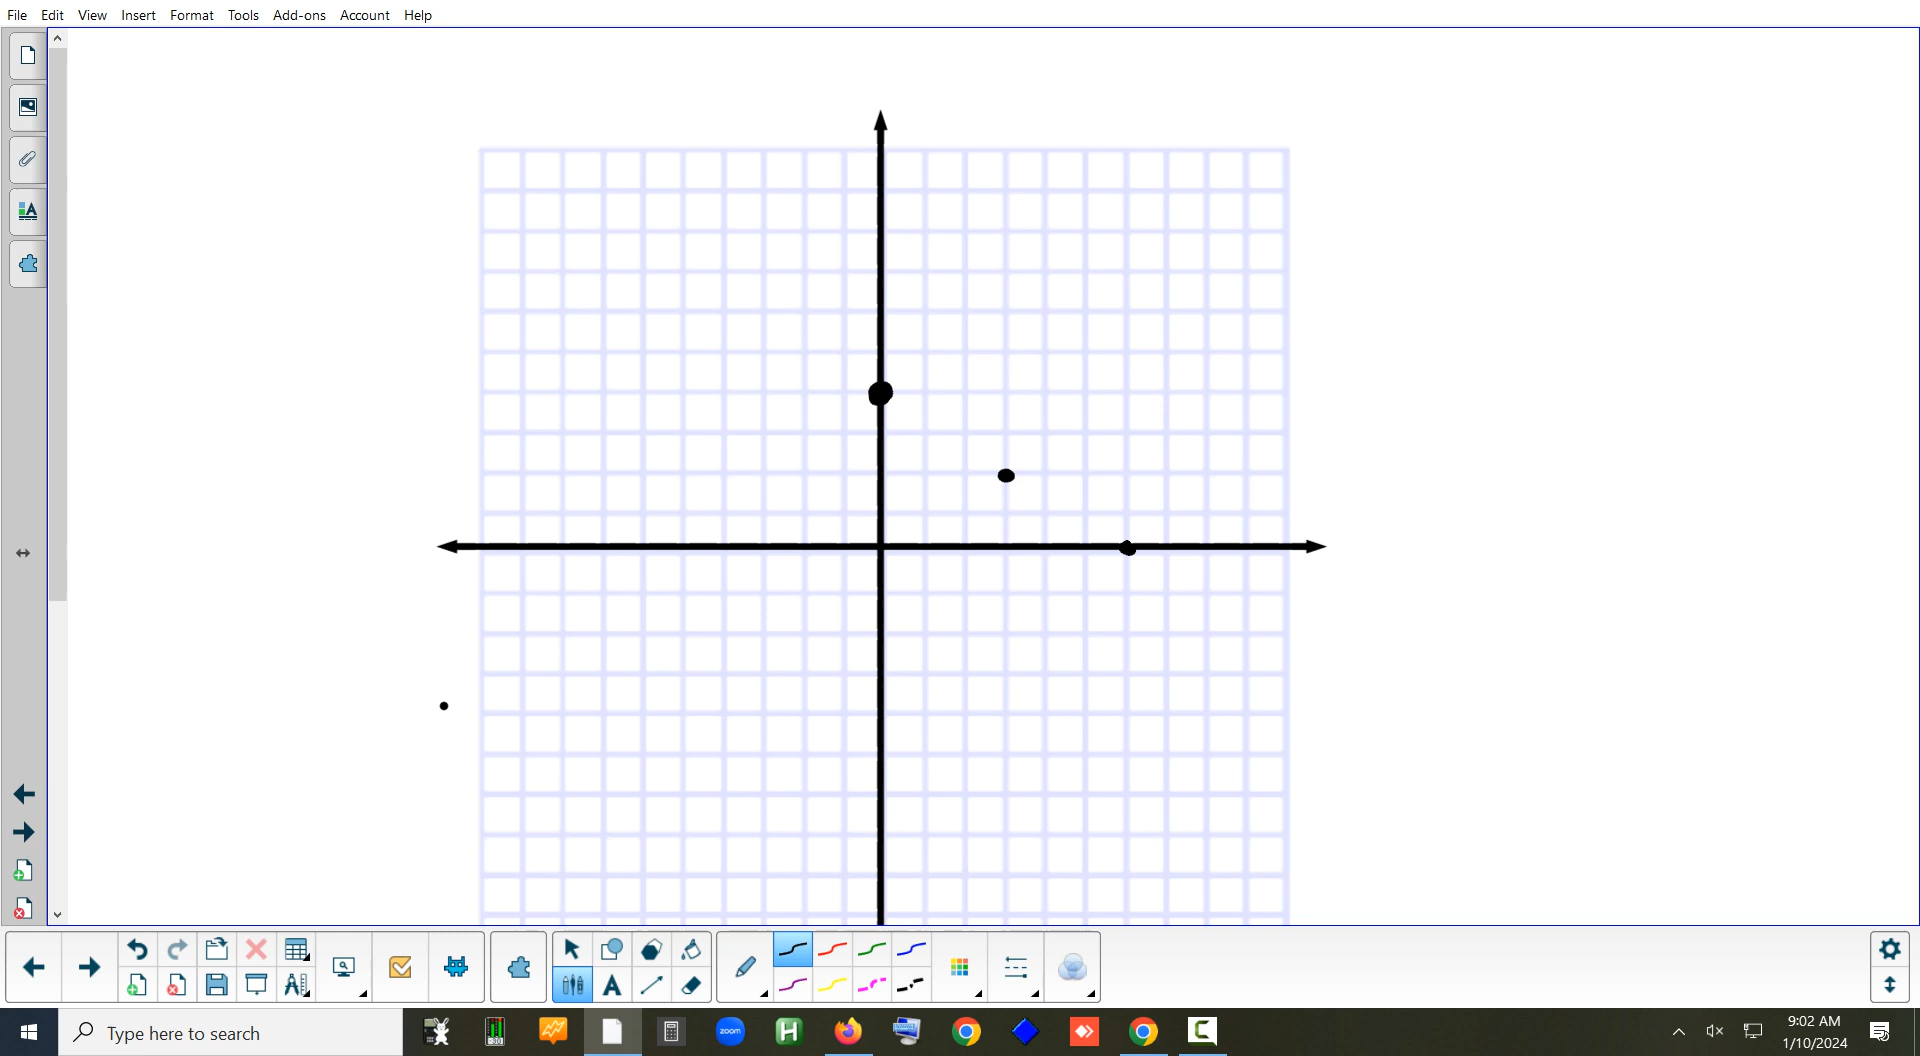 File Edit View Insert Format Tools Add-ons Account Help
A
A
Type here to search
zoom
H
C
9:02 AM
1/10/2024